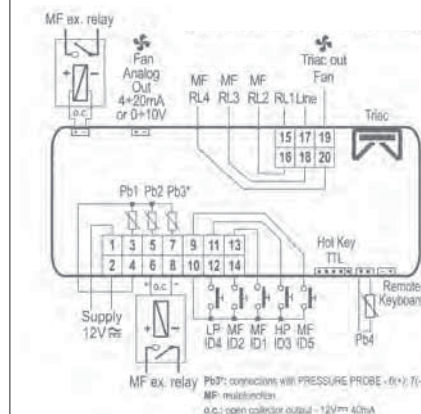 MF ex. relay
+ -
o.c.
Fan
Analog
Out
4÷20mA
or 0÷10V
MF MF MF
RL4 RL3 RL2 RL1 Line
Triac out
Fan
Triac
15 17 19
16 18 20
Pb1 Pb2 Pb3*
1 3 5 7 9 11 13
2 4 6 8 10 12 14
Hot Key
TTL
Supply
12V
+ o.c. -
+ -
MF ex. relay
LP MF MF HP MF
ID4 ID2 ID1 ID3 ID5
Remote
Keyboard
Pb4
Pb3*: connections with PRESSURE PROBE - 6(+); 7(-
MF: multifunction
o.c.: open collector output - 12V 40mA